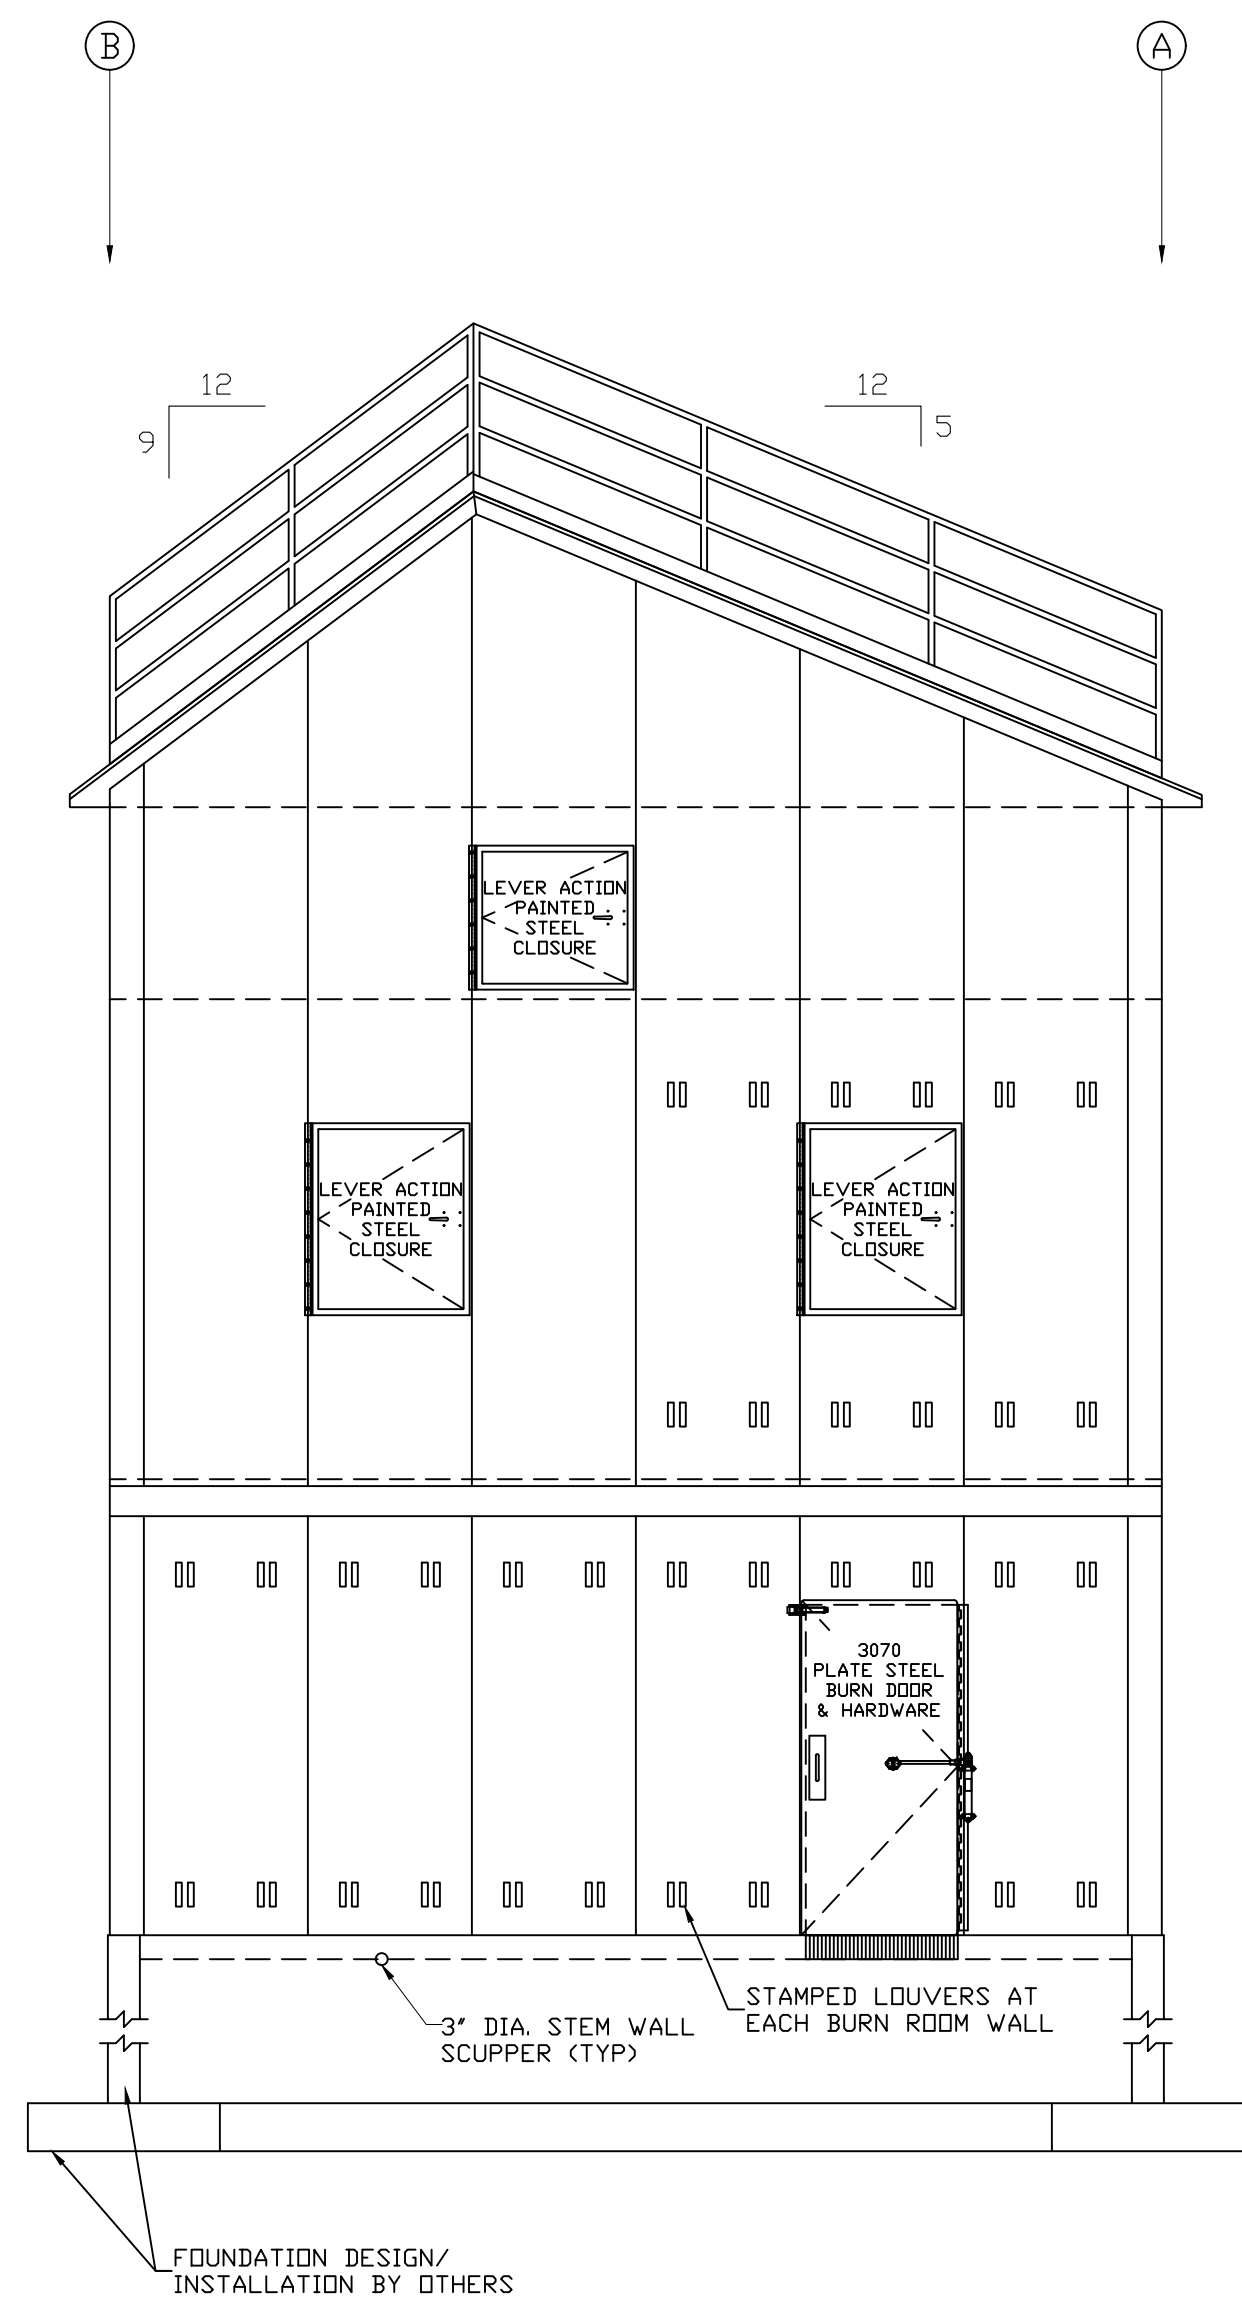 B
A
12
9
12
5
LEVER ACTION
PAINTED
STEEL
CLOSURE
LEVER ACTION
PAINTED
STEEL
CLOSURE
LEVER ACTION
PAINTED
STEEL
CLOSURE
3070
PLATE STEEL
BURN DOOR
& HARDWARE
STAMPED LOUVERS AT
EACH BURN ROOM WALL
3" DIA. STEM WALL
SCUPPER (TYP)
FOUNDATION DESIGN/
INSTALLATION BY OTHERS